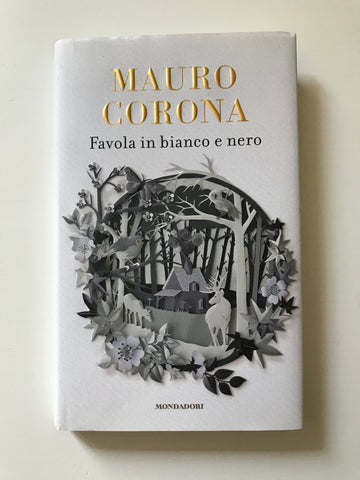 MAURO
CORONA
Favola in bianco e nero
MONDADORI